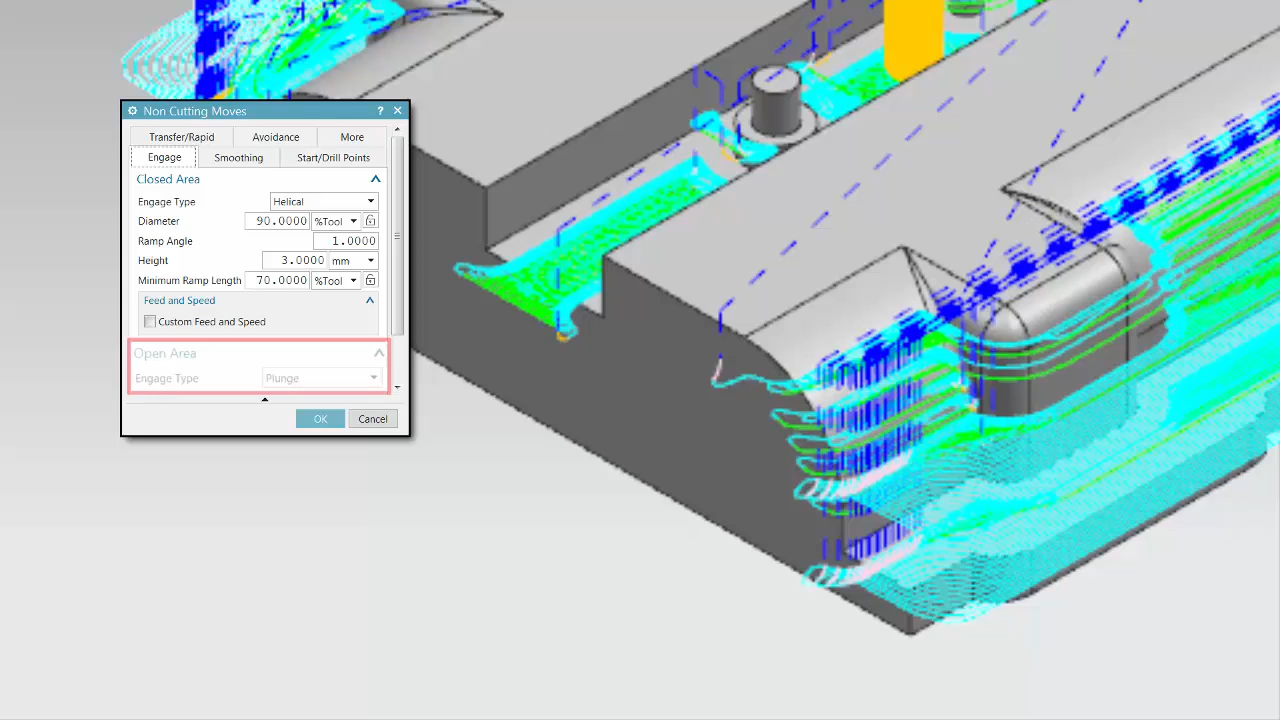 Non Cutting Moves ? ✕
Transfer/Rapid Avoidance More
Engage Smoothing Start/Drill Points
Closed Area
Engage Type Helical
Diameter 90.0000 %Tool
Ramp Angle 1.0000
Height 3.0000 mm
Minimum Ramp Length 70.0000 %Tool
Feed and Speed
Custom Feed and Speed
Open Area
Engage Type Plunge
OK Cancel